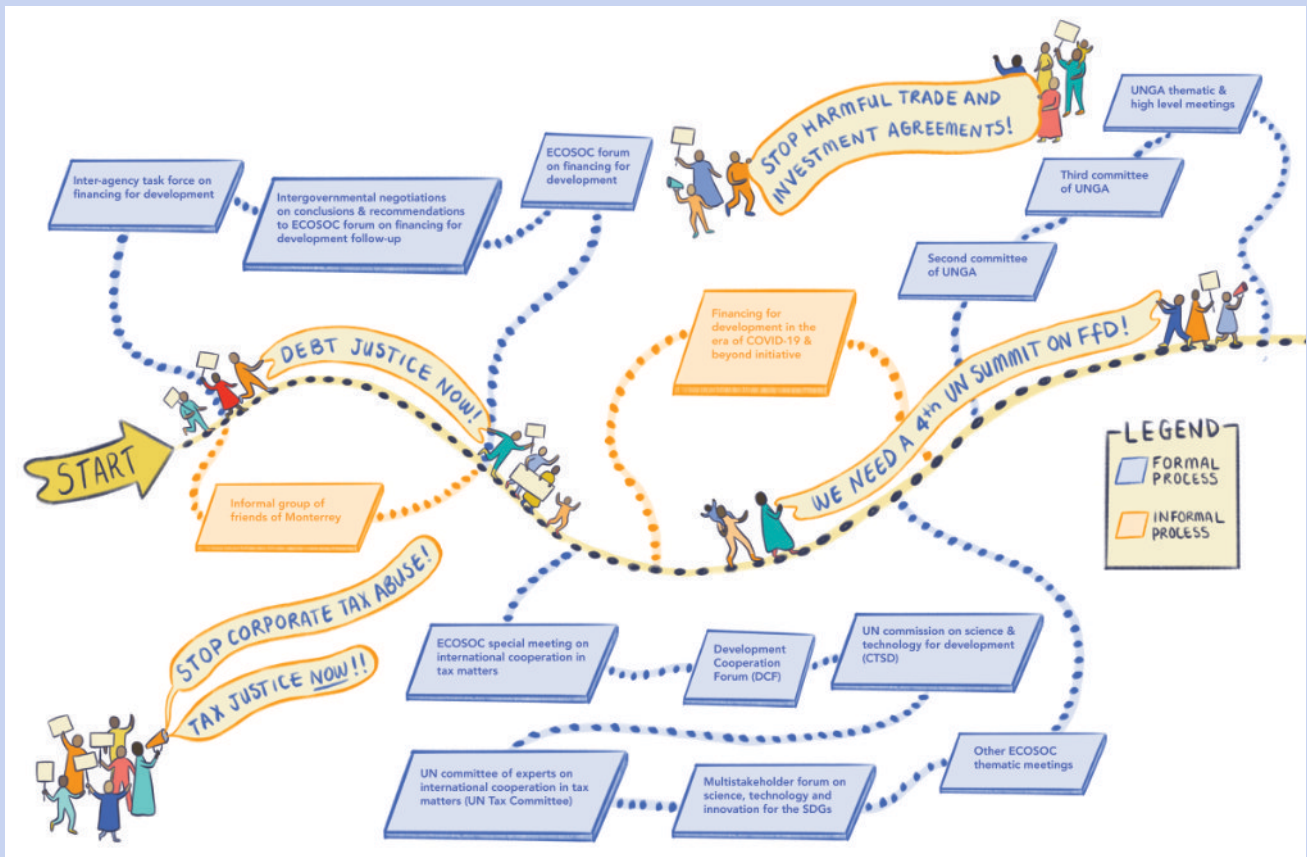 START
Inter-agency task force on
financing for development
Intergovernmental negotiations
on conclusions & recommendations
to ECOSOC forum on financing for
development follow-up
ECOSOC forum
on financing for
development
DEBT JUSTICE NOW!
Informal group of
friends of Monterrey
STOP HARMFUL TRADE AND
INVESTMENT AGREEMENTS!
UNGA thematic &
high level meetings
Third committee
of UNGA
Second committee
of UNGA
Financing for
development in the
era of COVID-19 &
beyond initiative
WE NEED A 4th UN SUMMIT ON FfD!
LEGEND
FORMAL
PROCESS
INFORMAL
PROCESS
STOP CORPORATE TAX ABUSE!
TAX JUSTICE NOW!!
ECOSOC special meeting on
international cooperation in
tax matters
Development
Cooperation
Forum (DCF)
UN commission on science &
technology for development
(CTSD)
UN committee of experts on
international cooperation in tax
matters (UN Tax Committee)
Multistakeholder forum on
science, technology and
innovation for the SDGs
Other ECOSOC
thematic meetings